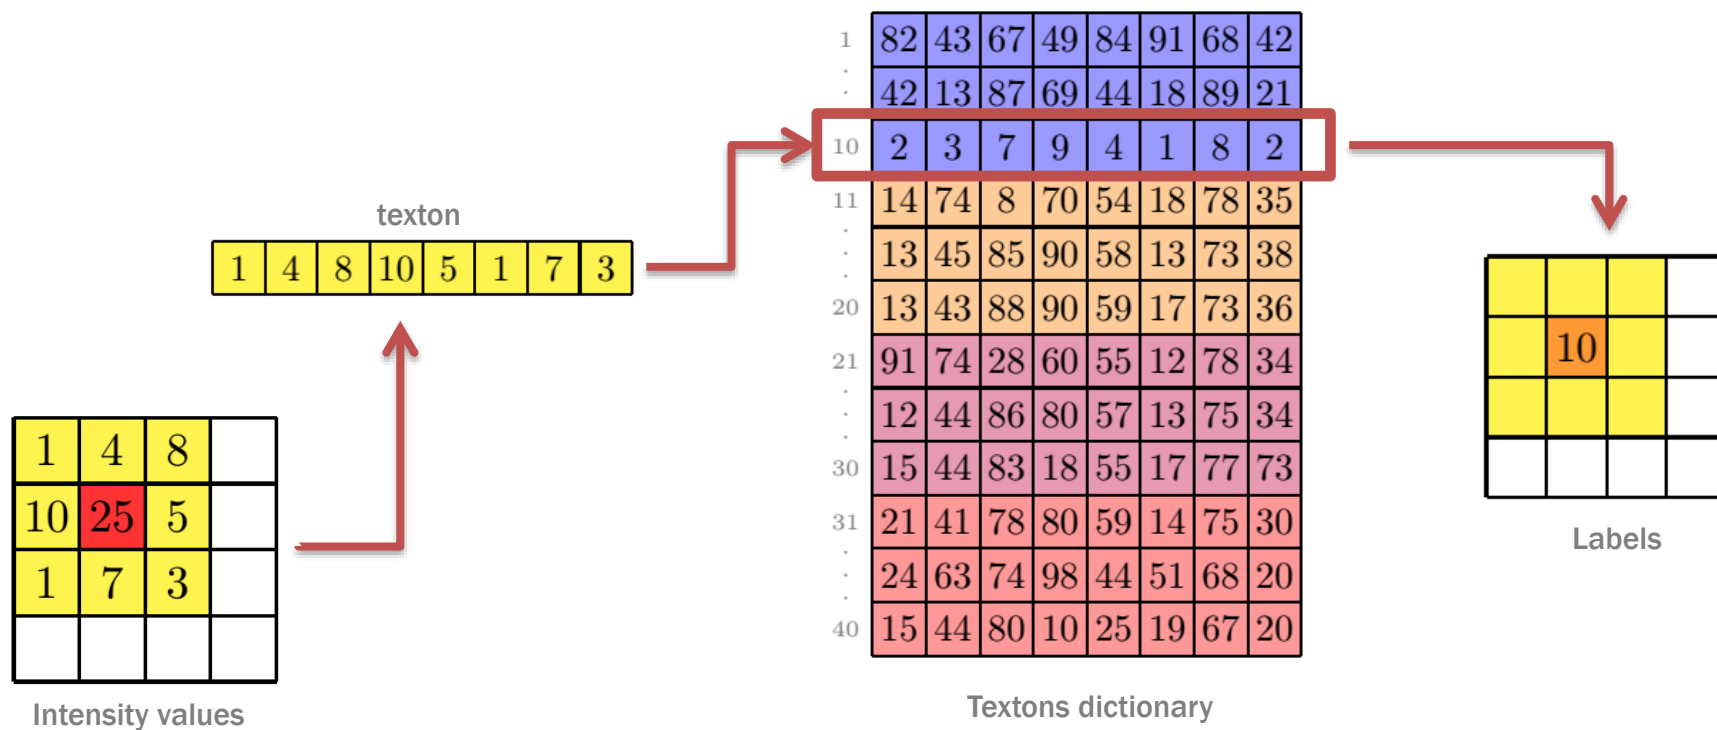 texton
1 4 8 10 5 1 7 3
1 4 8
10 25 5
1 7 3
Intensity values
1 82 43 67 49 84 91 68 42
. . 42 13 87 69 44 18 89 21
10 2 3 7 9 4 1 8 2
11 14 74 8 70 54 18 78 35
. . 13 45 85 90 58 13 73 38
20 13 43 88 90 59 17 73 36
21 91 74 28 60 55 12 78 34
. . 12 44 86 80 57 13 75 34
30 15 44 83 18 55 17 77 73
31 21 41 78 80 59 14 75 30
. . 24 63 74 98 44 51 68 20
40 15 44 80 10 25 19 67 20
Textons dictionary
10
Labels